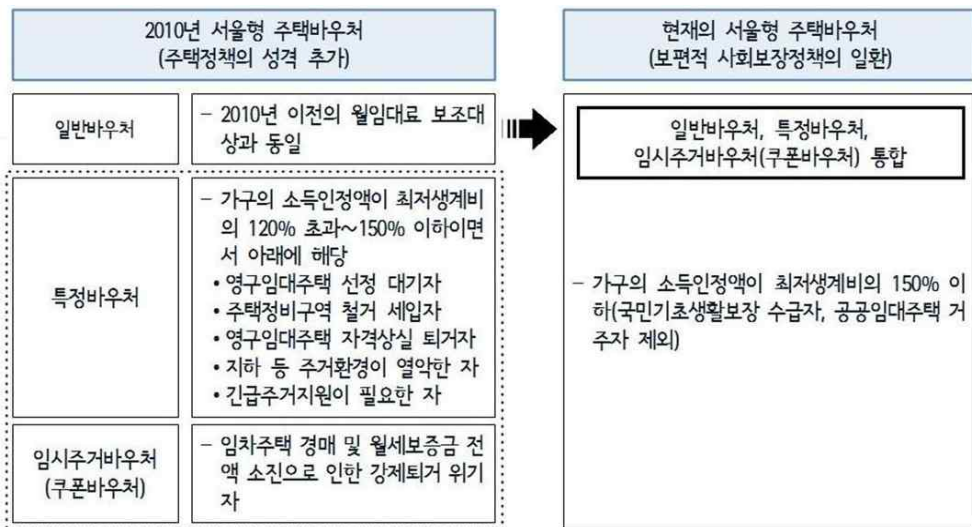 2010년 서울형 주택바우처
(주택정책의 성격 추가)
일반바우처
– 2010년 이전의 월임대료 보조대
상과 동일
특정바우처
– 가구의 소득인정액이 최저생계비
의 120% 초과~150% 이하이면
서 아래에 해당
• 영구임대주택 선정 대기자
• 주택정비구역 철거 세입자
• 영구임대주택 자격상실 퇴거자
• 지하 등 주거환경이 열악한 자
• 긴급주거지원이 필요한 자
임시주거바우처
(쿠폰바우처)
– 임차주택 경매 및 월세보증금 전
액 소진으로 인한 강제퇴거 위기
자
현재의 서울형 주택바우처
(보편적 사회보장정책의 일환)
일반바우처, 특정바우처,
임시주거바우처(쿠폰바우처) 통합
– 가구의 소득인정액이 최저생계비의 150% 이
하(국민기초생활보장 수급자, 공공임대주택 거
주자 제외)